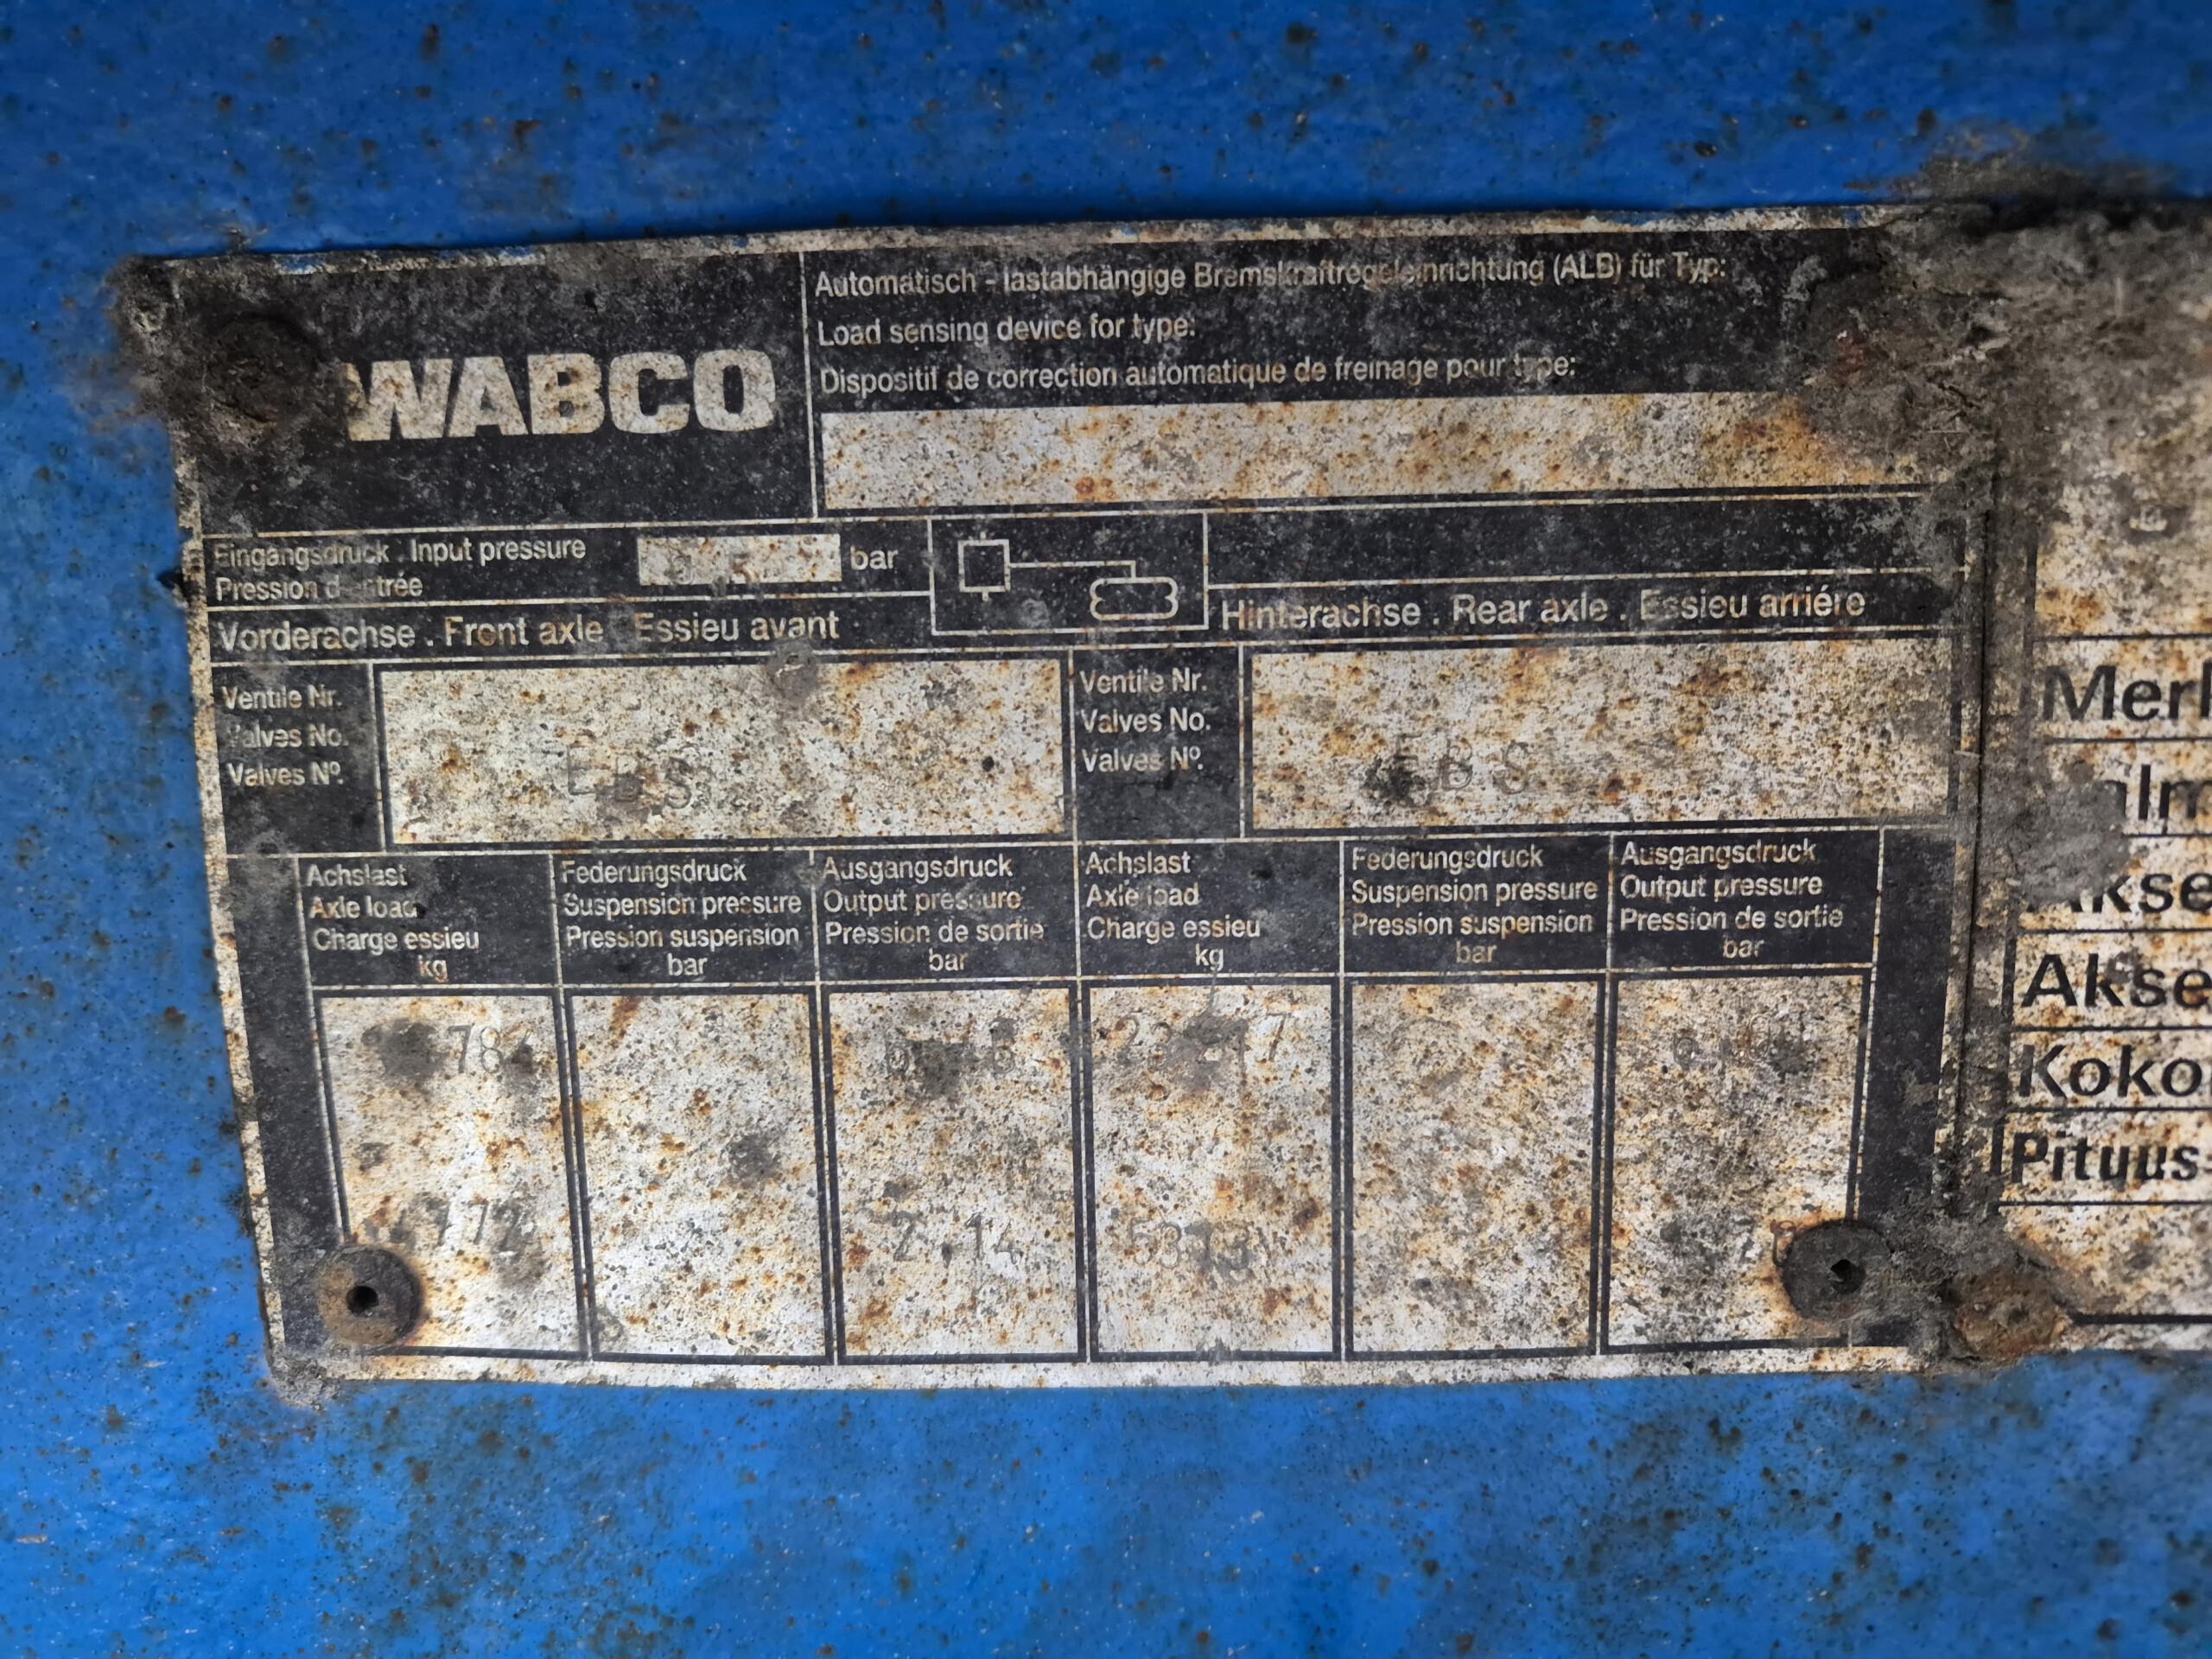 WABCO
Automatisch - lastabhängige Bremskraftregeleinrichtung (ALB) für Typ:
Load sensing device for type:
Dispositif de correction automatique de freinage pour type:
Eingangsdruck . Input pressure
Pression d'entrée
bar
Vorderachse . Front axle . Essieu avant
Hinterachse . Rear axle . Essieu arriére
Ventile Nr.
Valves No.
Valves Nº.
EBS
Ventile Nr.
Valves No.
Valves Nº.
EBS
Achslast
Axle load
Charge essieu
kg
Federungsdruck
Suspension pressure
Pression suspension
bar
Ausgangsdruck
Output pressure
Pression de sortie
bar
Achslast
Axle load
Charge essieu
kg
Federungsdruck
Suspension pressure
Pression suspension
bar
Ausgangsdruck
Output pressure
Pression de sortie
bar
2.14
Merk
Akse
Akse
Koko
Pituus-